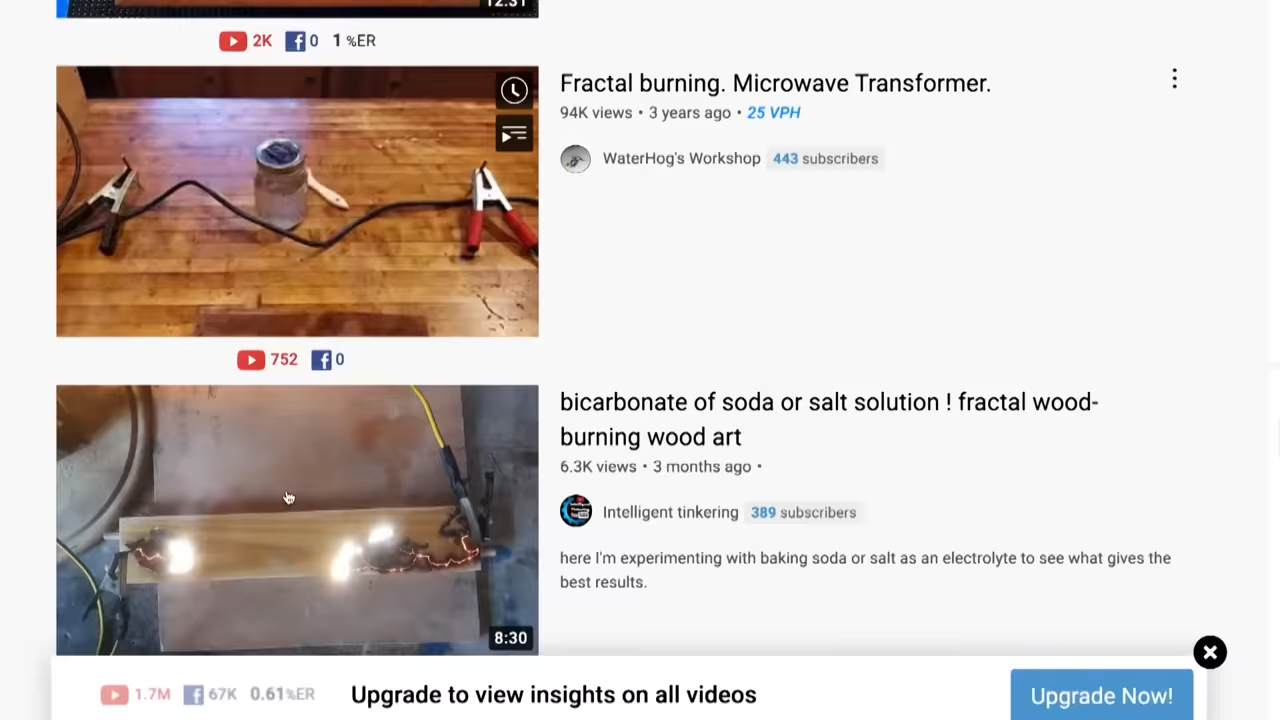 12:31
2K 0 1 %ER
Fractal burning. Microwave Transformer.
94K views • 3 years ago • 25 VPH
WaterHog's Workshop 443 subscribers
752 0
bicarbonate of soda or salt solution ! fractal wood-
burning wood art
6.3K views • 3 months ago •
Intelligent tinkering 389 subscribers
here I'm experimenting with baking soda or salt as an electrolyte to see what gives the
best results.
8:30
1.7M 67K 0.61%ER
Upgrade to view insights on all videos
Upgrade Now!